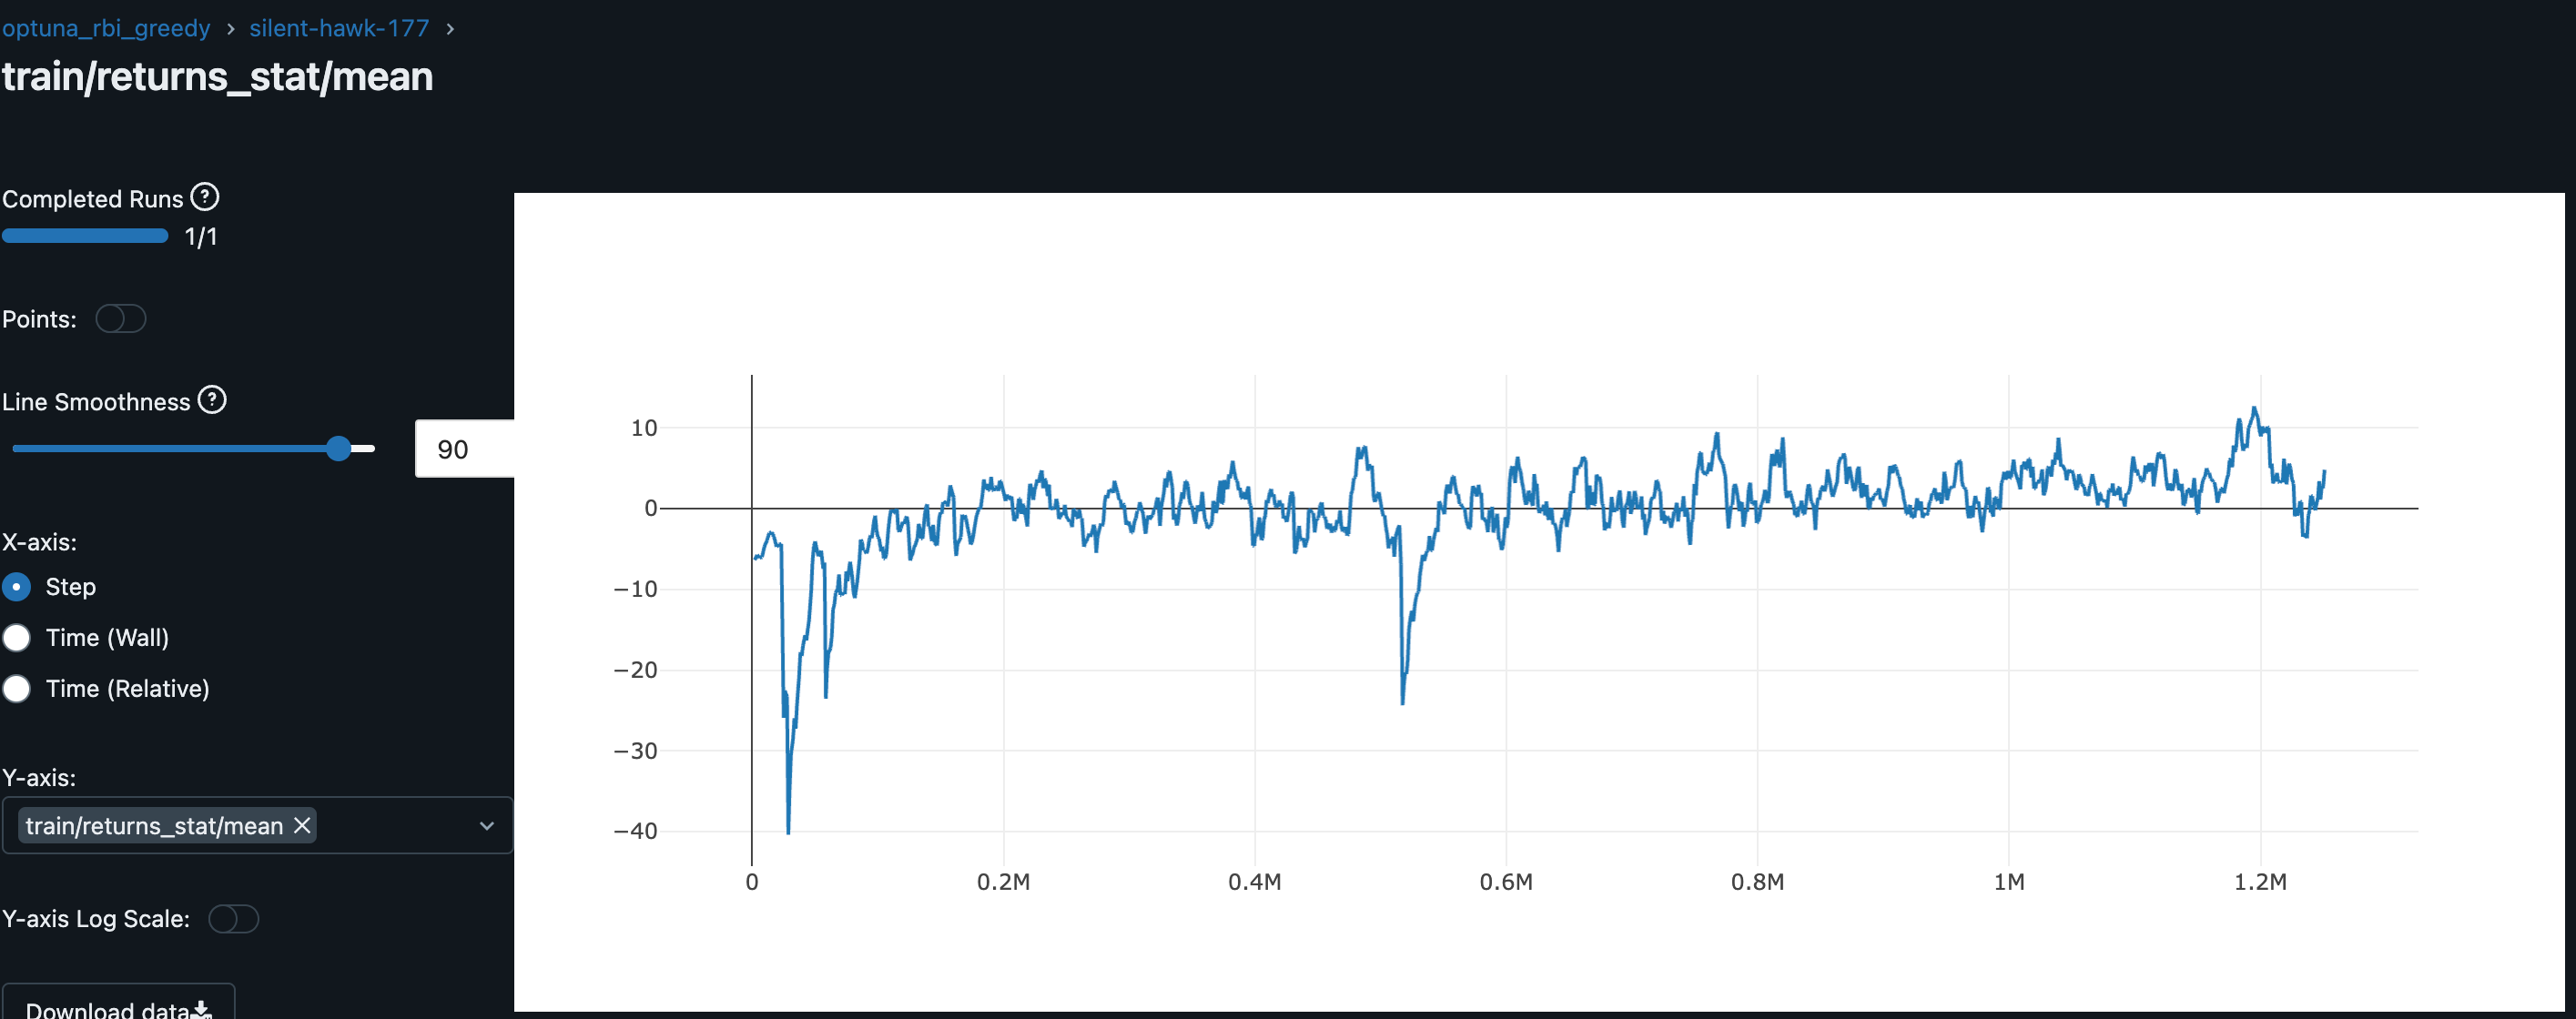 optuna_rbi_greedy › silent-hawk-177 ›
train/returns_stat/mean
Completed Runs ?
1/1
Points:
Line Smoothness ?
90
X-axis:
Step
Time (Wall)
Time (Relative)
Y-axis:
train/returns_stat/mean ×
Y-axis Log Scale:
Download data
10
0
−10
−20
−30
−40
0 0.2M 0.4M 0.6M 0.8M 1M 1.2M